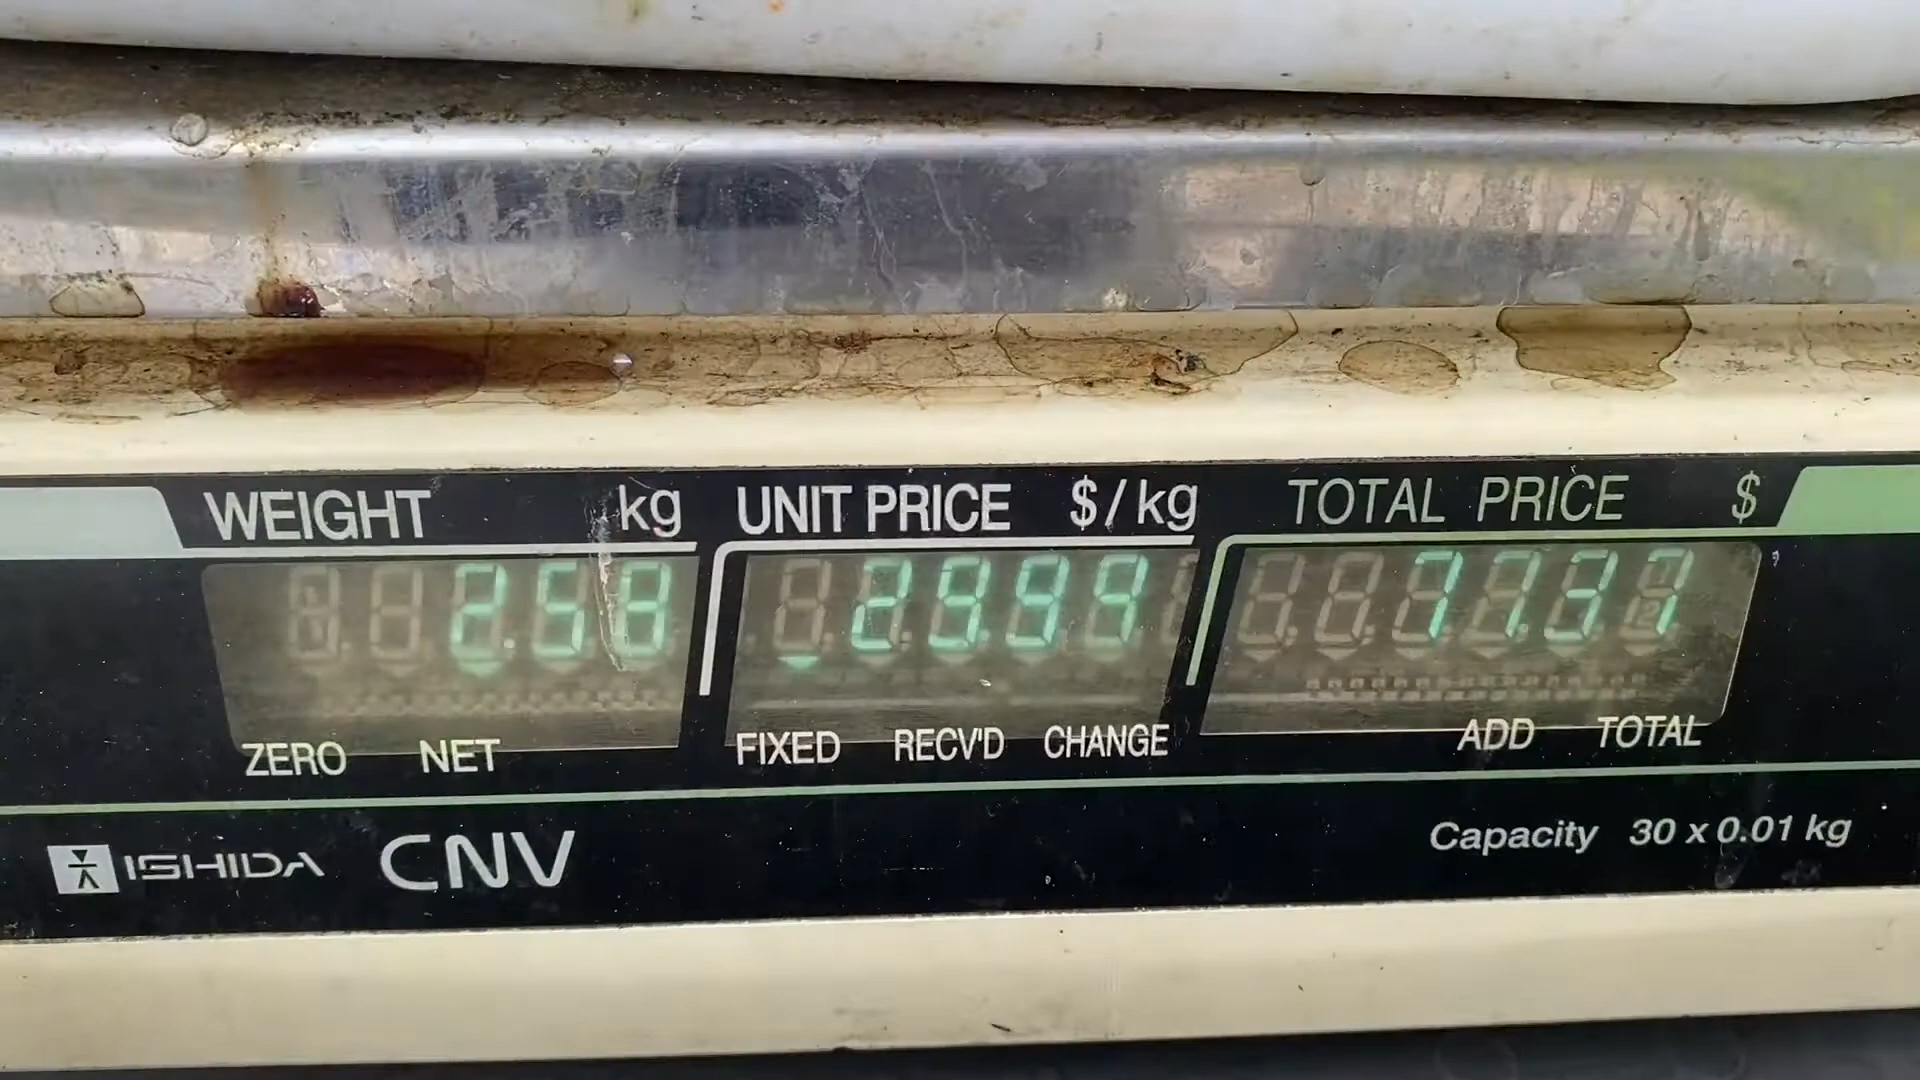 WEIGHT kg UNIT PRICE $/kg TOTAL PRICE $
2.58 29.99 77.37
ZERO NET FIXED RECV'D CHANGE ADD TOTAL
ISHIDA CNV Capacity 30 x 0.01 kg